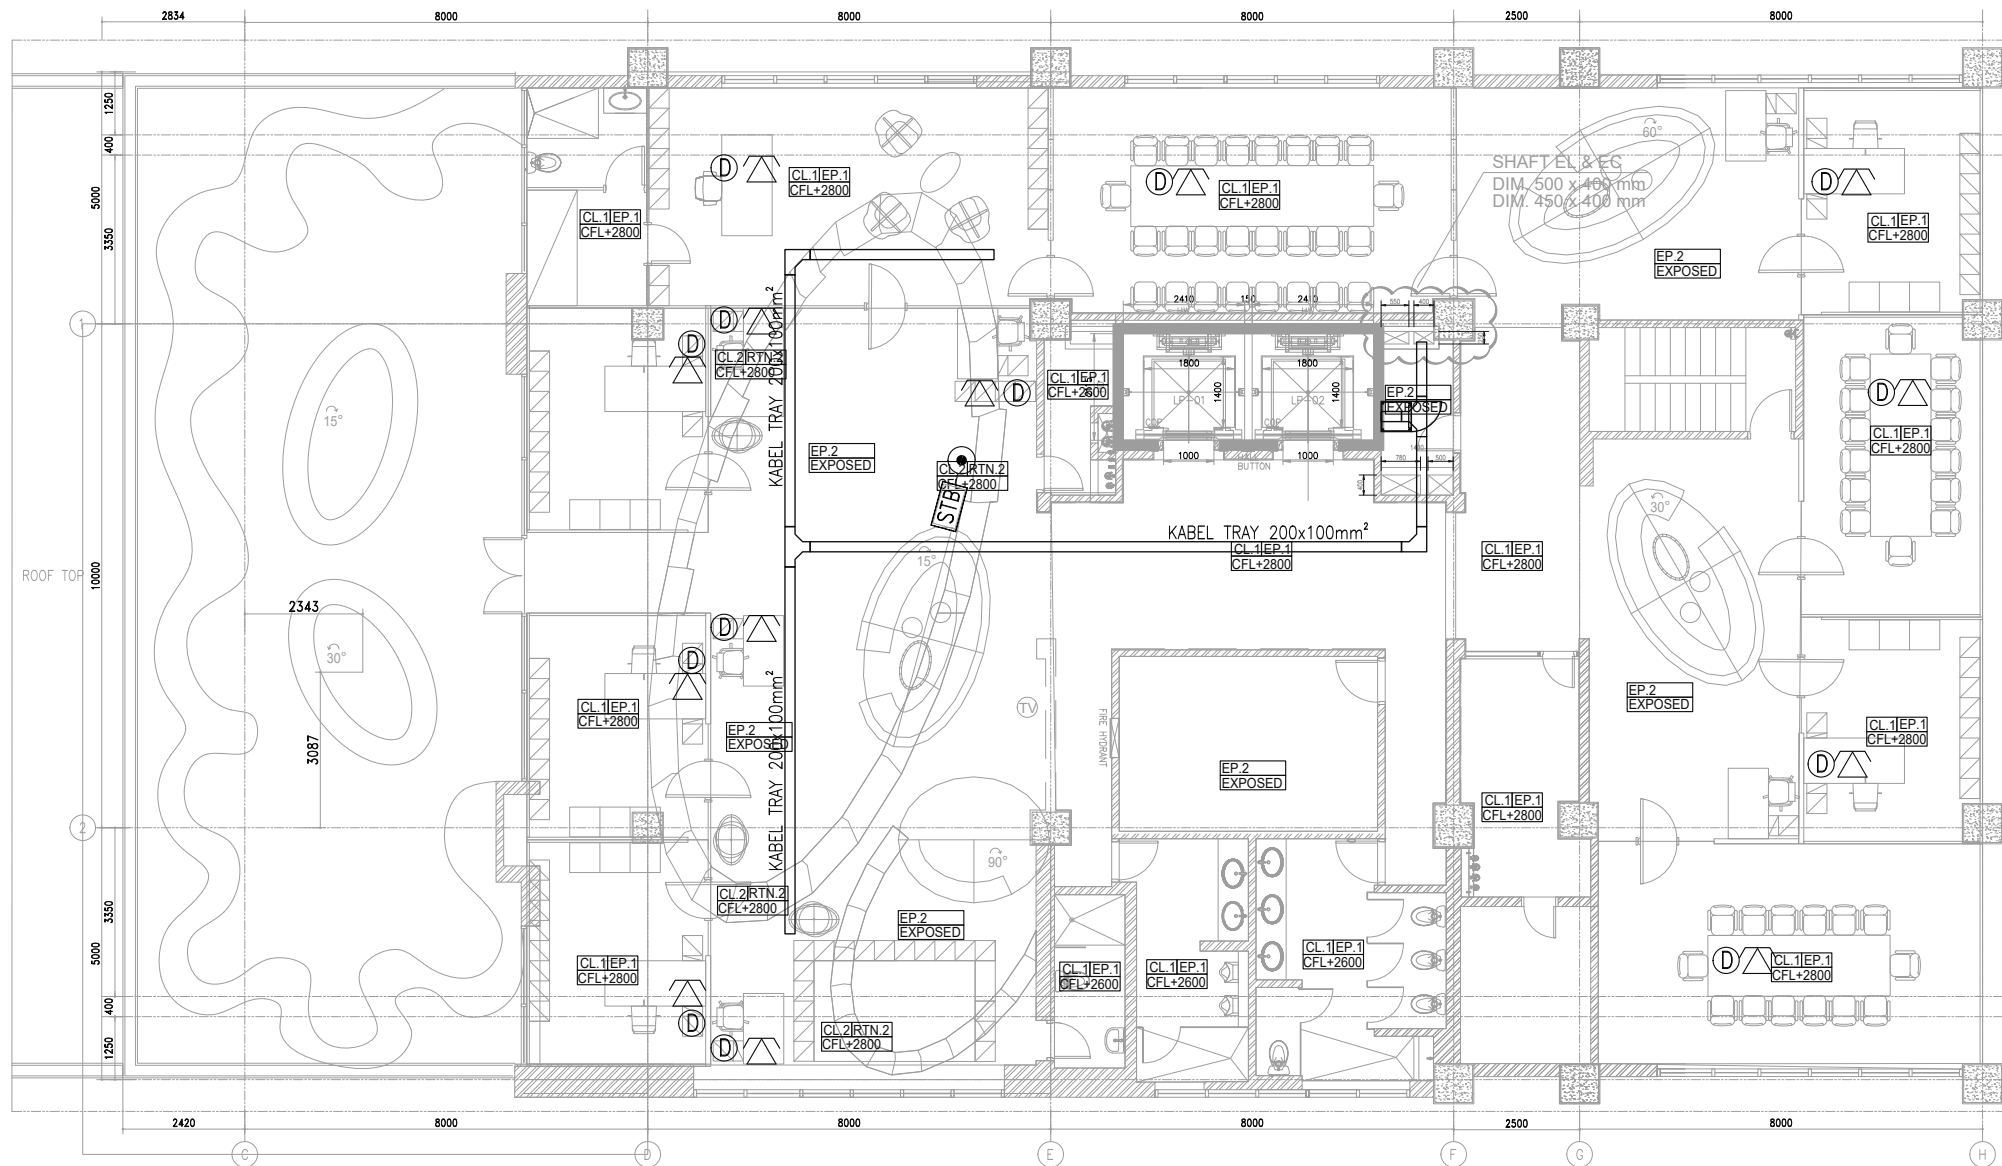 2834
8000
8000
8000
2500
8000
1250
400
5000
3350
10000
3350
5000
400
1250
60°
SHAFT EL & EC
DIM. 500 x 400 mm
DIM. 450 x 400 mm
D
CL.1 EP.1
CFL+2800
D
CL.1 EP.1
CFL+2800
D
CL.1 EP.1
CFL+2800
CL.1 EP.1
CFL+2800
EP.2
EXPOSED
KABEL TRAY 200x100mm²
2410
150
2410
550
400
1
D
D
CL.2 RTN.2
CFL+2800
CL.1 EP.1
CFL+2600
1800
1800
1400
1400
1000
1000
BUTTON
EP.2
EXPOSED
D
D
CL.1 EP.1
CFL+2800
15°
EP.2
EXPOSED
CL.2 RTN.2
CFL+2800
STB
780
500
400
30°
KABEL TRAY 200x100mm²
CL.1 EP.1
CFL+2800
CL.1 EP.1
CFL+2800
15°
ROOF TOP
2343
30°
3087
D
D
CL.1 EP.1
CFL+2800
EP.2
EXPOSED
KABEL TRAY 200x100mm²
TV
FIRE HYDRANT
EP.2
EXPOSED
EP.2
EXPOSED
CL.1 EP.1
CFL+2800
D
CL.1 EP.1
CFL+2800
2
90°
CL.2 RTN.2
CFL+2800
EP.2
EXPOSED
CL.1 EP.1
CFL+2800
CL.1 EP.1
CFL+2600
CL.1 EP.1
CFL+2600
CL.1 EP.1
CFL+2600
D
CL.1 EP.1
CFL+2800
D
D
CL.2 RTN.2
CFL+2800
2420
8000
8000
8000
2500
8000
C
D
E
F
G
H